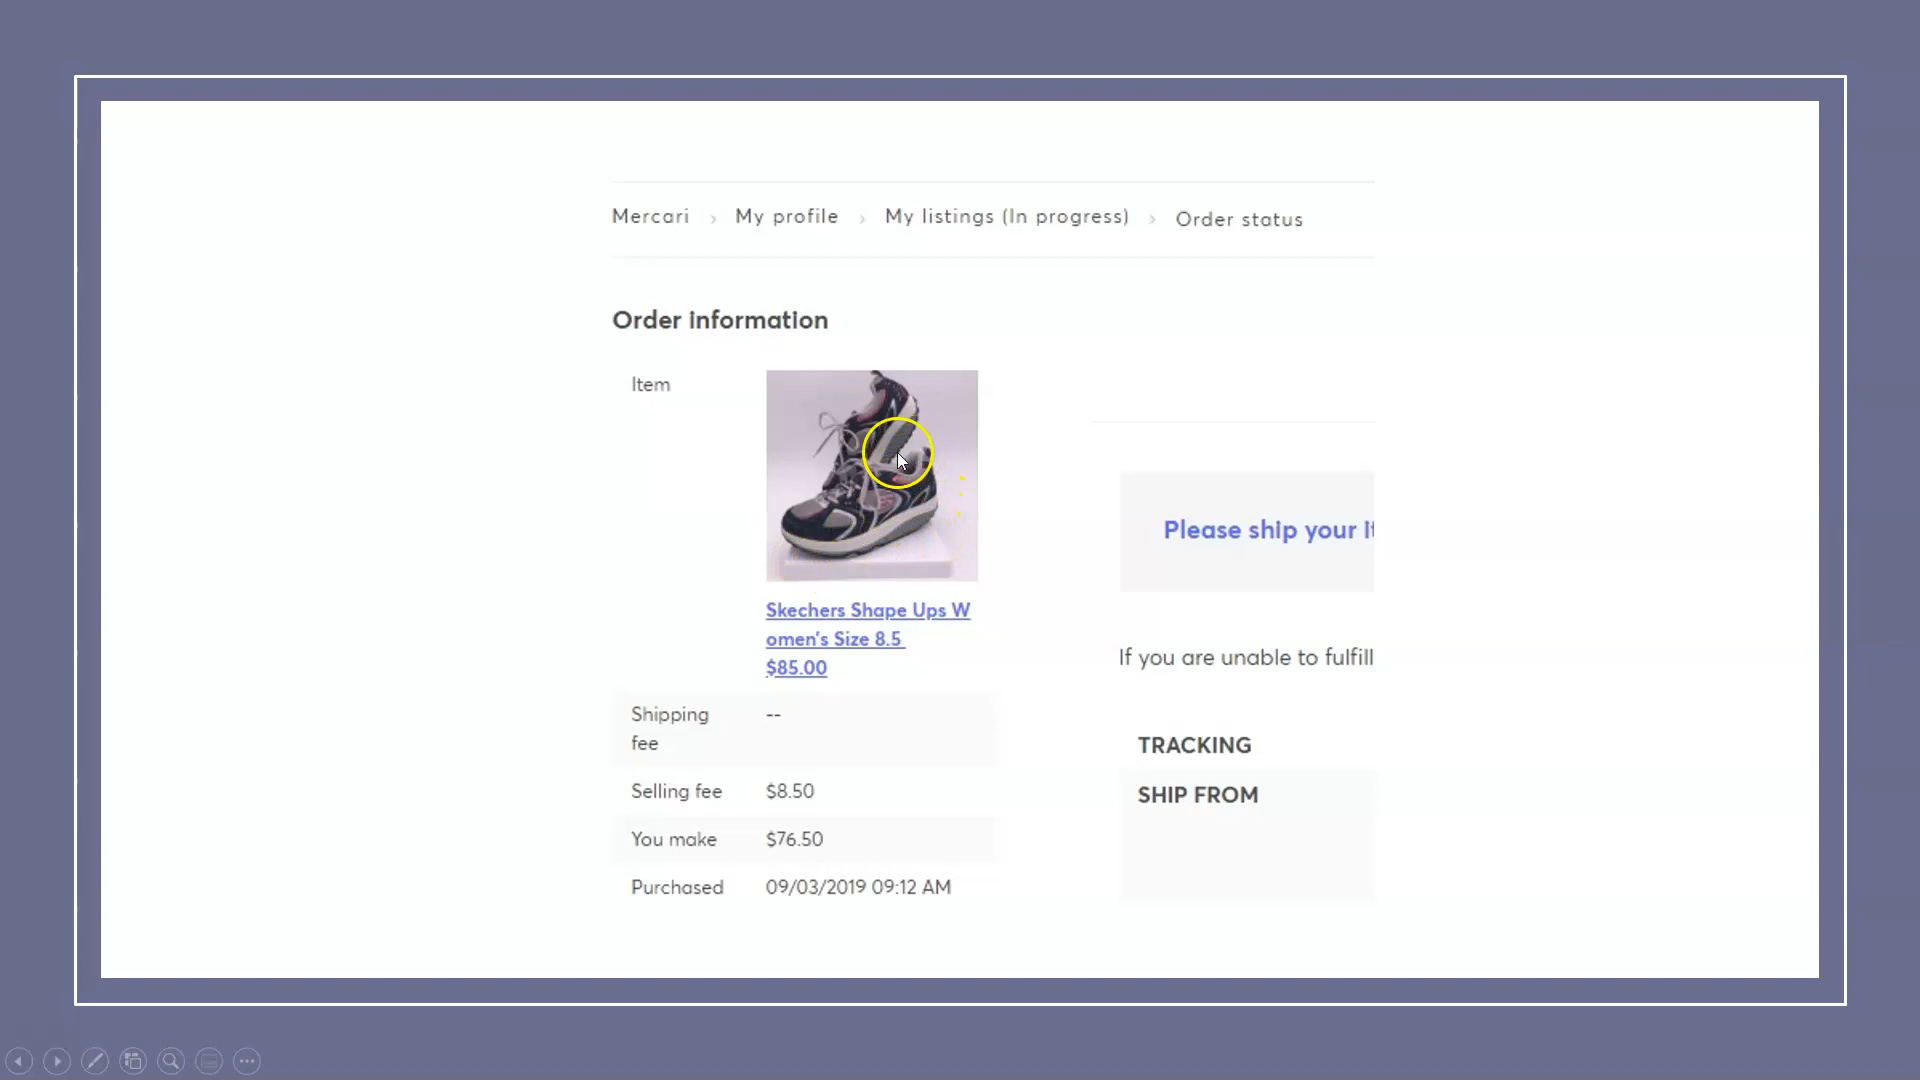 Mercari > My profile > My listings (In progress) > Order status
Order information
Item
Skechers Shape Ups W
omen's Size 8.5
$85.00
Shipping
fee
--
Selling fee $8.50
You make $76.50
Purchased 09/03/2019 09:12 AM
Please ship your it
If you are unable to fulfill
TRACKING
SHIP FROM